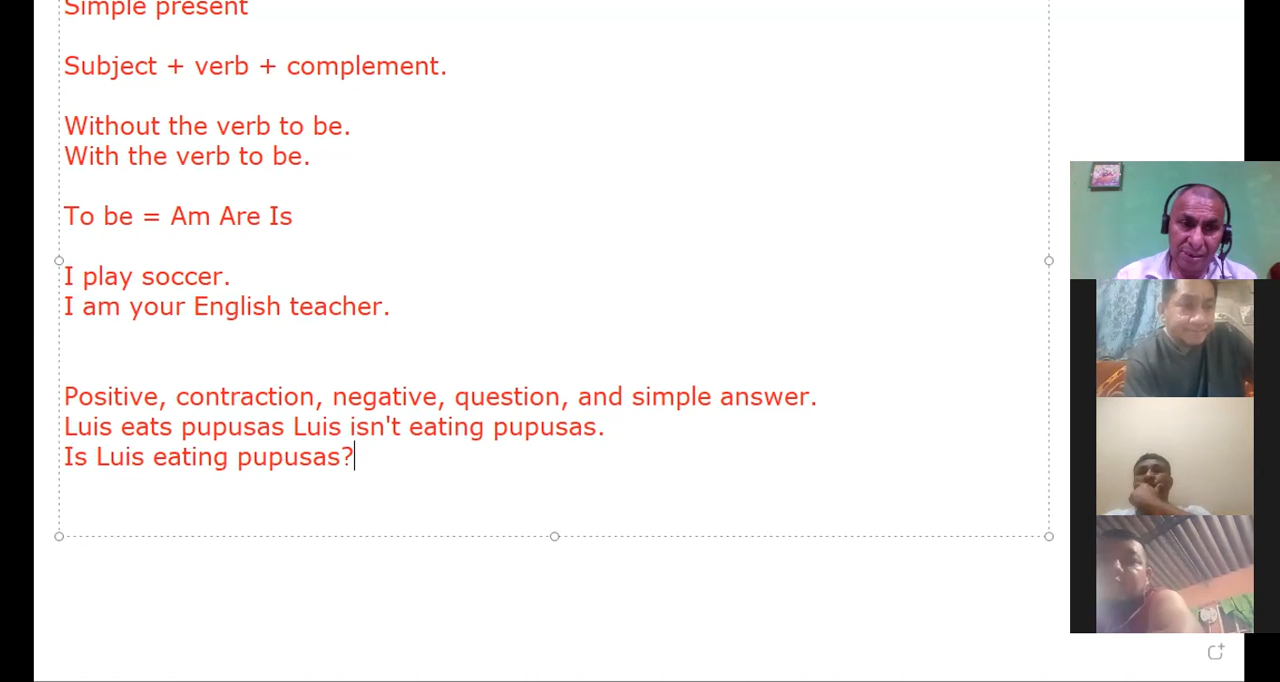 Simple present
Subject + verb + complement.
Without the verb to be.
With the verb to be.
To be = Am Are Is
I play soccer.
I am your English teacher.
Positive, contraction, negative, question, and simple answer.
Luis eats pupusas Luis isn't eating pupusas.
Is Luis eating pupusas?